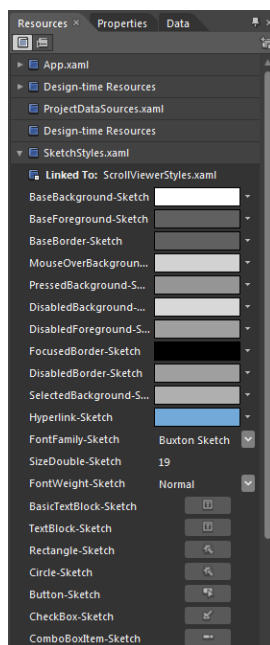 Resources × Properties Data
App.xaml
Design-time Resources
ProjectDataSources.xaml
Design-time Resources
SketchStyles.xaml
Linked To: ScrollViewerStyles.xaml
BaseBackground-Sketch
BaseForeground-Sketch
BaseBorder-Sketch
MouseOverBackgroun...
PressedBackground-S...
DisabledBackground-...
DisabledForeground-S...
FocusedBorder-Sketch
DisabledBorder-Sketch
SelectedBackground-S...
Hyperlink-Sketch
FontFamily-Sketch Buxton Sketch
SizeDouble-Sketch 19
FontWeight-Sketch Normal
BasicTextBlock-Sketch
TextBlock-Sketch
Rectangle-Sketch
Circle-Sketch
Button-Sketch
CheckBox-Sketch
ComboBoxItem-Sketch